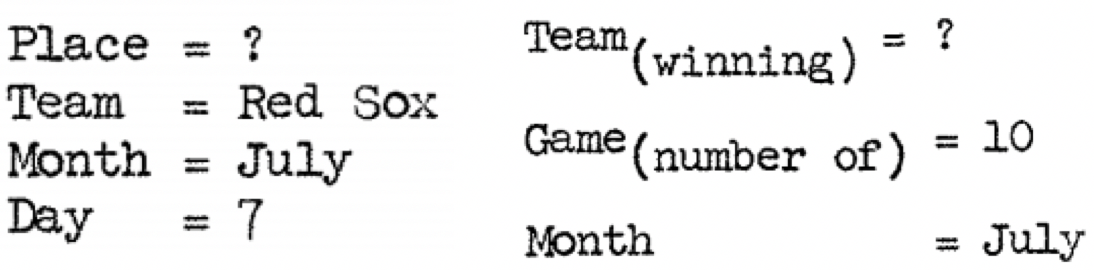 Place = ?
Team = Red Sox
Month = July
Day = 7
Team(winning) = ?
Game(number of) = 10
Month = July